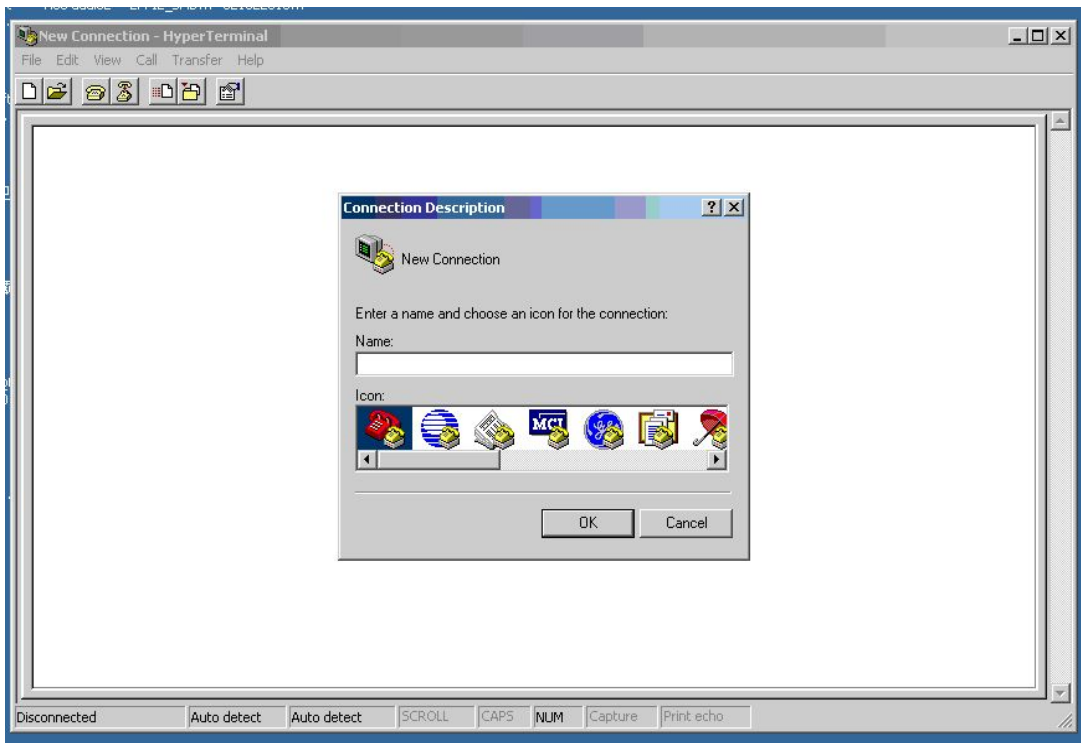 New Connection - HyperTerminal
File Edit View Call Transfer Help
Connection Description
New Connection
Enter a name and choose an icon for the connection:
Name:
Icon:
MCI
OK Cancel
Disconnected Auto detect Auto detect SCROLL CAPS NUM Capture Print echo